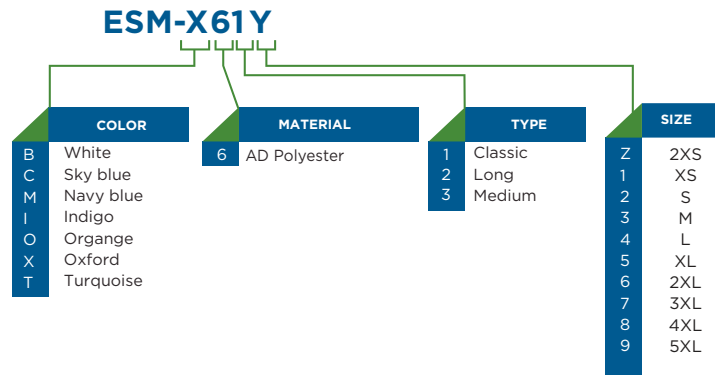 ESM-X61Y
COLOR
B White
C Sky blue
M Navy blue
I Indigo
O Organge
X Oxford
T Turquoise
MATERIAL
6 AD Polyester
TYPE
1 Classic
2 Long
3 Medium
SIZE
Z 2XS
1 XS
2 S
3 M
4 L
5 XL
6 2XL
7 3XL
8 4XL
9 5XL